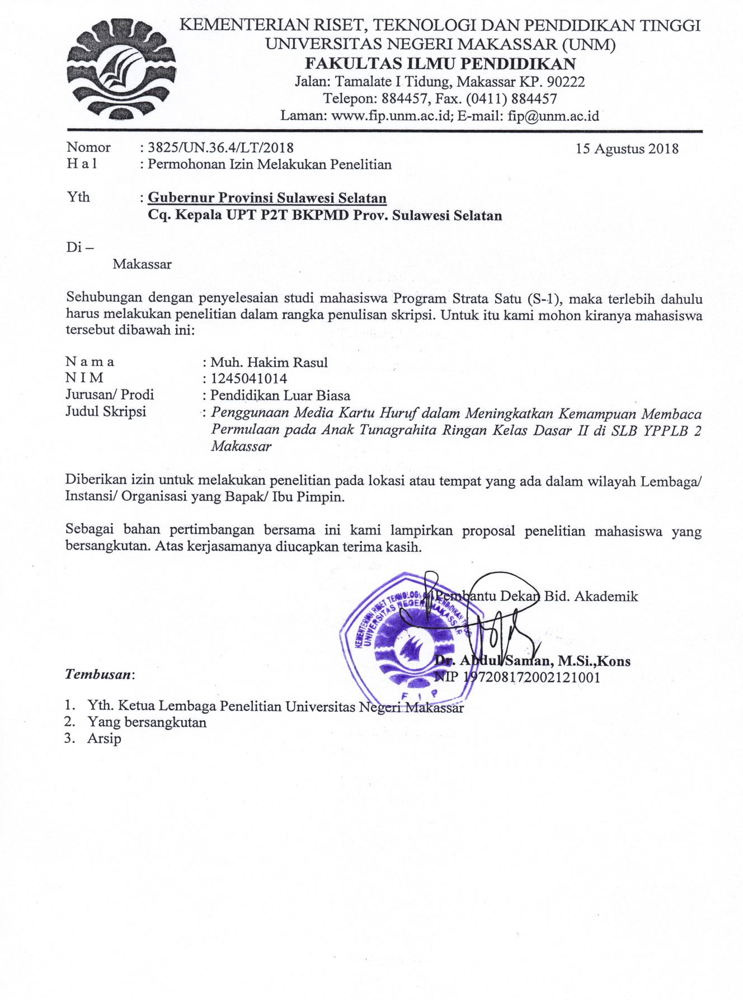 KEMENTERIAN RISET, TEKNOLOGI DAN PENDIDIKAN TINGGI
UNIVERSITAS NEGERI MAKASSAR (UNM)
FAKULTAS ILMU PENDIDIKAN
Jalan: Tamalate I Tidung, Makassar KP. 90222
Telepon: 884457, Fax. (0411) 884457
Laman: www.fip.unm.ac.id; E-mail: fip@unm.ac.id
Nomor : 3825/UN.36.4/LT/2018 15 Agustus 2018
H a l : Permohonan Izin Melakukan Penelitian
Yth : Gubernur Provinsi Sulawesi Selatan
Cq. Kepala UPT P2T BKPMD Prov. Sulawesi Selatan
Di –
Makassar
Sehubungan dengan penyelesaian studi mahasiswa Program Strata Satu (S-1), maka terlebih dahulu
harus melakukan penelitian dalam rangka penulisan skripsi. Untuk itu kami mohon kiranya mahasiswa
tersebut dibawah ini:
N a m a : Muh. Hakim Rasul
N I M : 1245041014
Jurusan/ Prodi : Pendidikan Luar Biasa
Judul Skripsi : Penggunaan Media Kartu Huruf dalam Meningkatkan Kemampuan Membaca
Permulaan pada Anak Tunagrahita Ringan Kelas Dasar II di SLB YPPLB 2
Makassar
Diberikan izin untuk melakukan penelitian pada lokasi atau tempat yang ada dalam wilayah Lembaga/
Instansi/ Organisasi yang Bapak/ Ibu Pimpin.
Sebagai bahan pertimbangan bersama ini kami lampirkan proposal penelitian mahasiswa yang
bersangkutan. Atas kerjasamanya diucapkan terima kasih.
Pembantu Dekan Bid. Akademik
KEMENTERIAN RISET TEKNOLOGI DAN PENDIDIKAN TINGGI
UNIVERSITAS NEGERI MAKASSAR
F I P
Dr. Abdul Saman, M.Si.,Kons
NIP 197208172002121001
Tembusan:
1. Yth. Ketua Lembaga Penelitian Universitas Negeri Makassar
2. Yang bersangkutan
3. Arsip